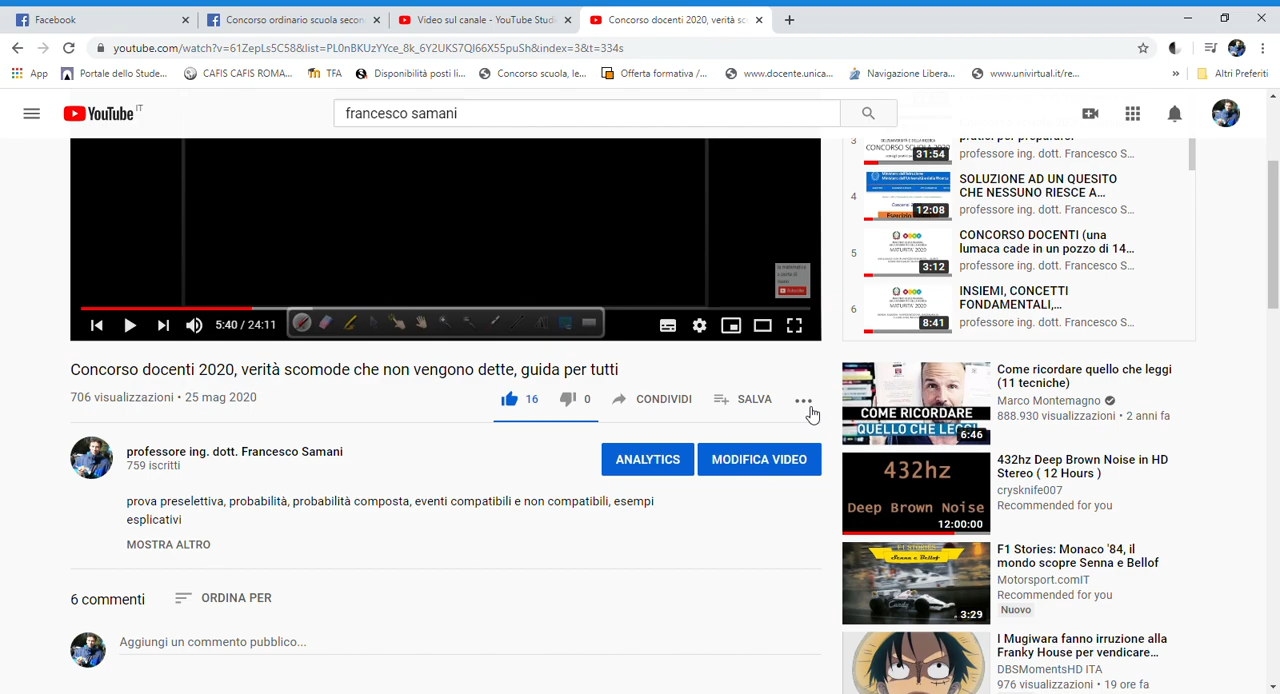 Facebook
Concorso ordinario scuola secon
Video sul canale - YouTube Stud
Concorso docenti 2020, verità sc
youtube.com/watch?v=61ZepLs5C58&list=PL0nBKUzYYce_8k_6Y2UKS7QI66X55puSh&index=3&t=334s
App
Portale dello Stude...
CAFIS CAFIS ROMA...
TFA
Disponibilità posti li...
Concorso scuola, le...
Offerta formativa /...
www.docente.unica...
Navigazione Libera...
www.univirtual.it/re...
»
Altri Preferiti
YouTube IT
francesco samani
3
CONCORSO SCUOLA 2020
31:54
professore ing. dott. Francesco S...
4
12:08
SOLUZIONE AD UN QUESITO
CHE NESSUNO RIESCE A...
professore ing. dott. Francesco S...
5
MATURITA' 2020
3:12
CONCORSO DOCENTI (una
lumaca cade in un pozzo di 14...
professore ing. dott. Francesco S...
6
MATURITA' 2020
8:41
INSIEMI, CONCETTI
FONDAMENTALI,...
professore ing. dott. Francesco S...
5:40 / 24:11
Concorso docenti 2020, verità scomode che non vengono dette, guida per tutti
706 visualizzazioni • 25 mag 2020
16
0
CONDIVIDI
SALVA
professore ing. dott. Francesco Samani
759 iscritti
ANALYTICS
MODIFICA VIDEO
prova preselettiva, probabilità, probabilità composta, eventi compatibili e non compatibili, esempi
esplicativi
MOSTRA ALTRO
6 commenti
ORDINA PER
Aggiungi un commento pubblico...
COME RICORDARE
QUELLO CHE LEGGI
6:46
Come ricordare quello che leggi
(11 tecniche)
Marco Montemagno
888.930 visualizzazioni • 2 anni fa
432hz
Deep Brown Noise
12:00:00
432hz Deep Brown Noise in HD
Stereo ( 12 Hours )
crysknife007
Recommended for you
Senna e Bellof
3:29
F1 Stories: Monaco '84, il
mondo scopre Senna e Bellof
Motorsport.comIT
Recommended for you
Nuovo
I Mugiwara fanno irruzione alla
Franky House per vendicare...
DBSMomentsHD ITA
976 visualizzazioni • 19 ore fa